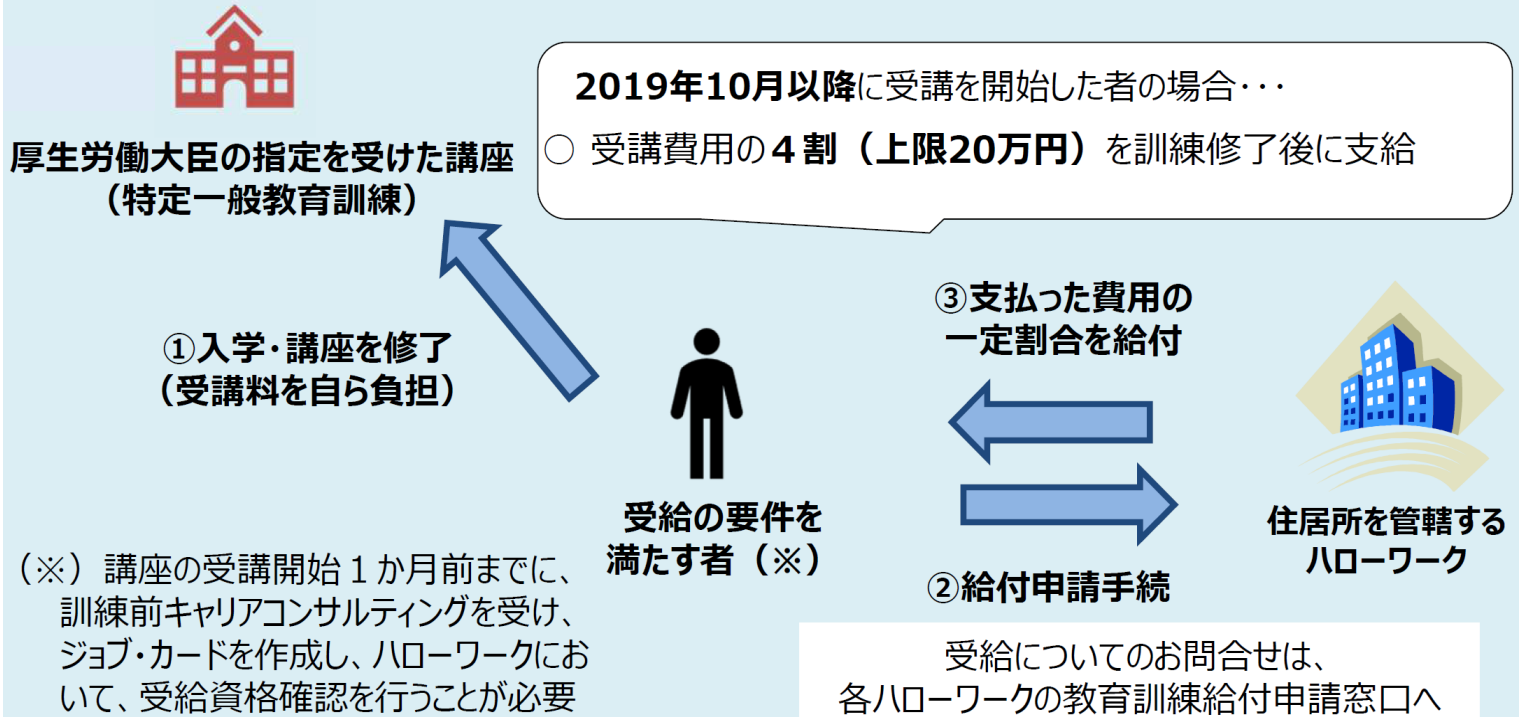 2019年10月以降に受講を開始した者の場合･･･
○ 受講費用の４割（上限20万円）を訓練修了後に支給
厚生労働大臣の指定を受けた講座
（特定一般教育訓練）
①入学･講座を修了
（受講料を自ら負担）
③支払った費用の
一定割合を給付
受給の要件を
満たす者（※）
②給付申請手続
住居所を管轄する
ハローワーク
（※）講座の受講開始１か月前までに、
訓練前キャリアコンサルティングを受け、
ジョブ・カードを作成し、ハローワークにお
いて、受給資格確認を行うことが必要
受給についてのお問合せは、
各ハローワークの教育訓練給付申請窓口へ